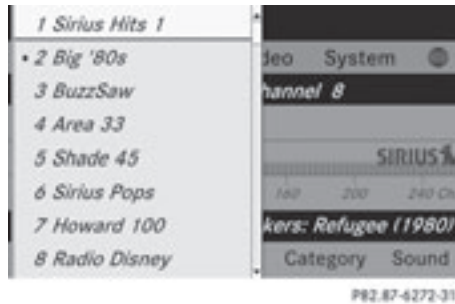 1 Sirius Hits 1
• 2 Big '80s
3 BuzzSaw
4 Area 33
5 Shade 45
6 Sirius Pops
7 Howard 100
8 Radio Disney
deo System
hannel 8
SIRIUS
160 200 240 Ch
kers: Refugee (1980)
Category Sound
P82.87-6272-31